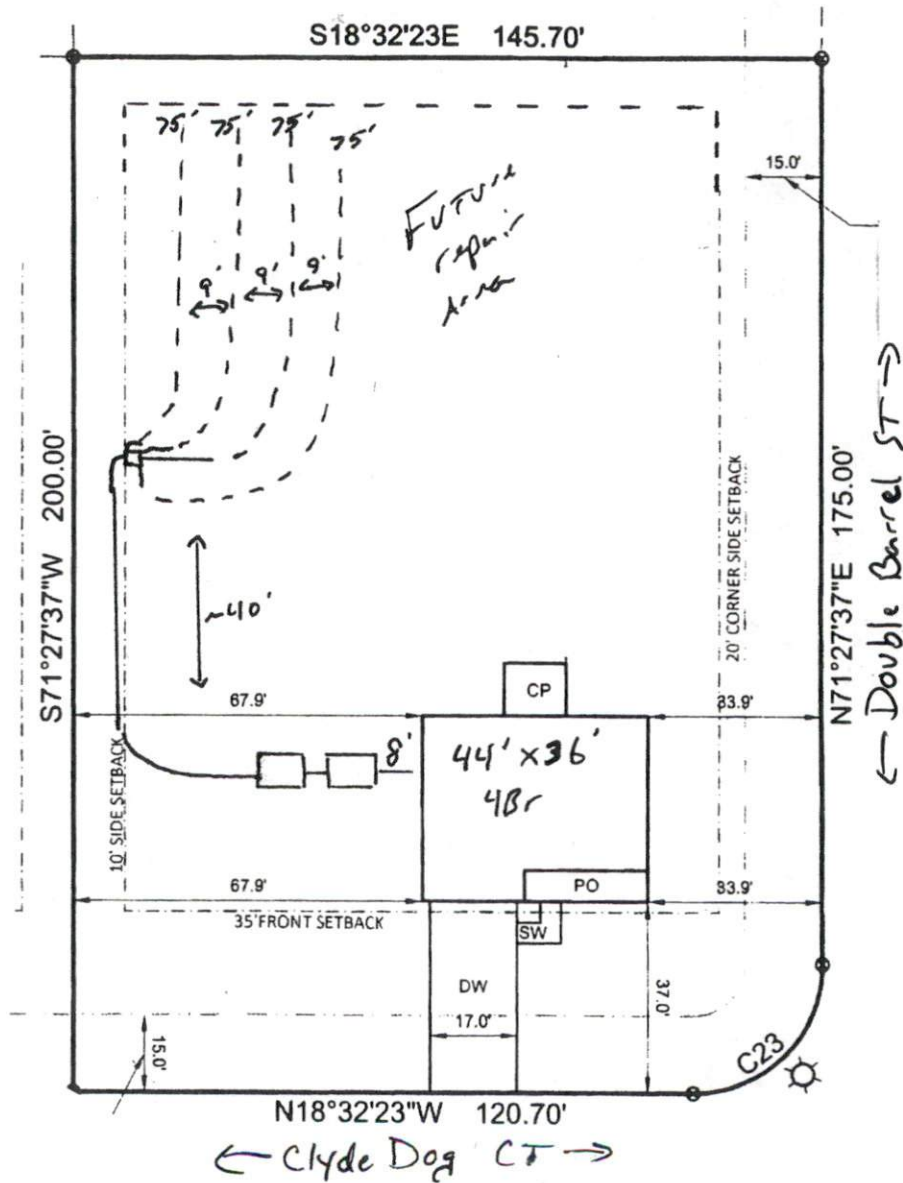 S18°32'23E 145.70'
75' 75' 75' 75'
15.0'
FUTURE
repair
Area
9' 9' 9'
S71°27'37"W 200.00'
20' CORNER SIDE SETBACK
N71°27'37"E 175.00'
← Double Barrel ST →
~40'
67.9'
CP
33.9'
8'
44' x 36'
4Br
10' SIDE SETBACK
67.9'
PO
33.9'
35'FRONT SETBACK
SW
DW
17.0'
37.0'
15.0'
C23
N18°32'23"W 120.70'
← Clyde Dog CT →